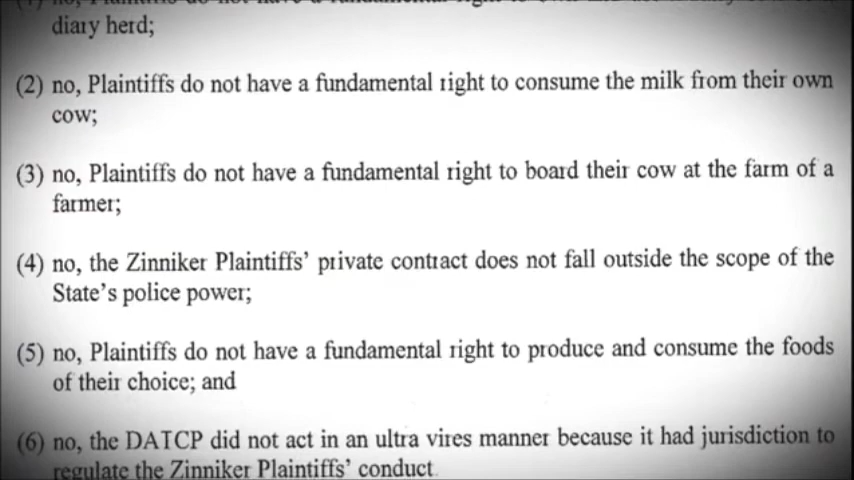 diary herd;
(2) no, Plaintiffs do not have a fundamental right to consume the milk from their own
cow;
(3) no, Plaintiffs do not have a fundamental right to board their cow at the farm of a
farmer;
(4) no, the Zinniker Plaintiffs' private contract does not fall outside the scope of the
State's police power;
(5) no, Plaintiffs do not have a fundamental right to produce and consume the foods
of their choice; and
(6) no, the DATCP did not act in an ultra vires manner because it had jurisdiction to
regulate the Zinniker Plaintiffs' conduct